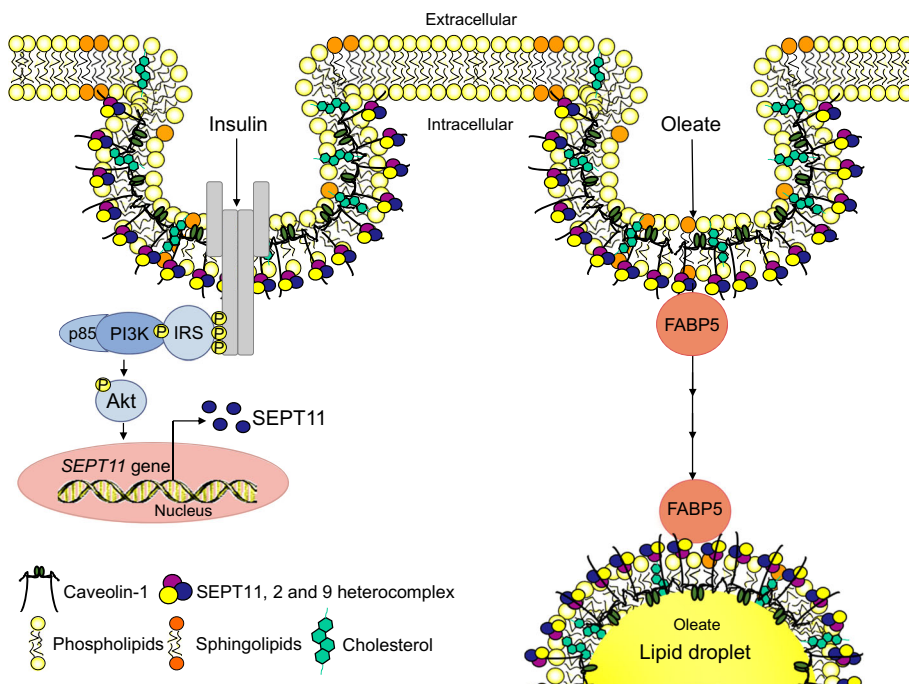 Extracellular
Insulin
Intracellular
Oleate
P
P
P
p85
PI3K
P
IRS
P
Akt
SEPT11
SEPT11 gene
Nucleus
FABP5
FABP5
Oleate
Lipid droplet
Caveolin-1
SEPT11, 2 and 9 heterocomplex
Phospholipids
Sphingolipids
Cholesterol